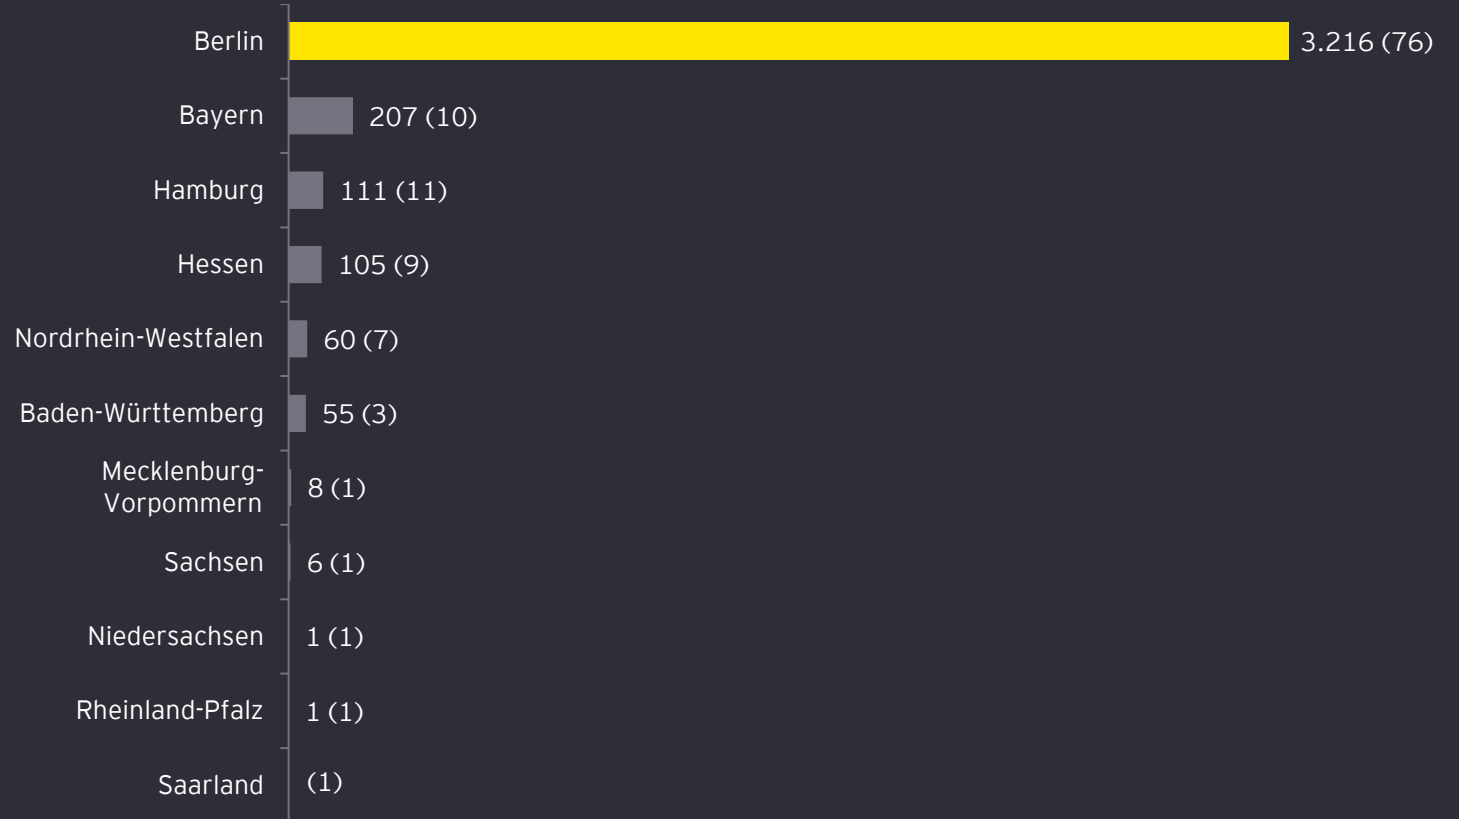 Berlin 3.216 (76)
Bayern 207 (10)
Hamburg 111 (11)
Hessen 105 (9)
Nordrhein-Westfalen 60 (7)
Baden-Württemberg 55 (3)
Mecklenburg-
Vorpommern 8 (1)
Sachsen 6 (1)
Niedersachsen 1 (1)
Rheinland-Pfalz 1 (1)
Saarland (1)